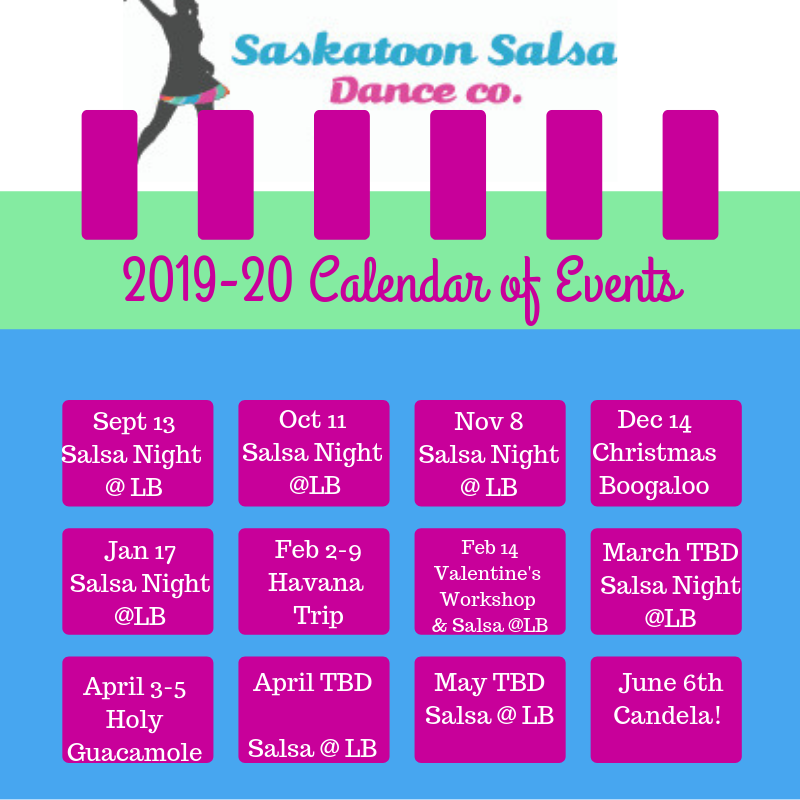 Saskatoon Salsa
Dance co.
2019-20 Calendar of Events
Sept 13
Salsa Night
@ LB
Oct 11
Salsa Night
@LB
Nov 8
Salsa Night
@ LB
Dec 14
Christmas
Boogaloo
Jan 17
Salsa Night
@LB
Feb 2-9
Havana
Trip
Feb 14
Valentine's
Workshop
& Salsa @LB
March TBD
Salsa Night
@LB
April 3-5
Holy
Guacamole
April TBD
Salsa @ LB
May TBD
Salsa @ LB
June 6th
Candela!